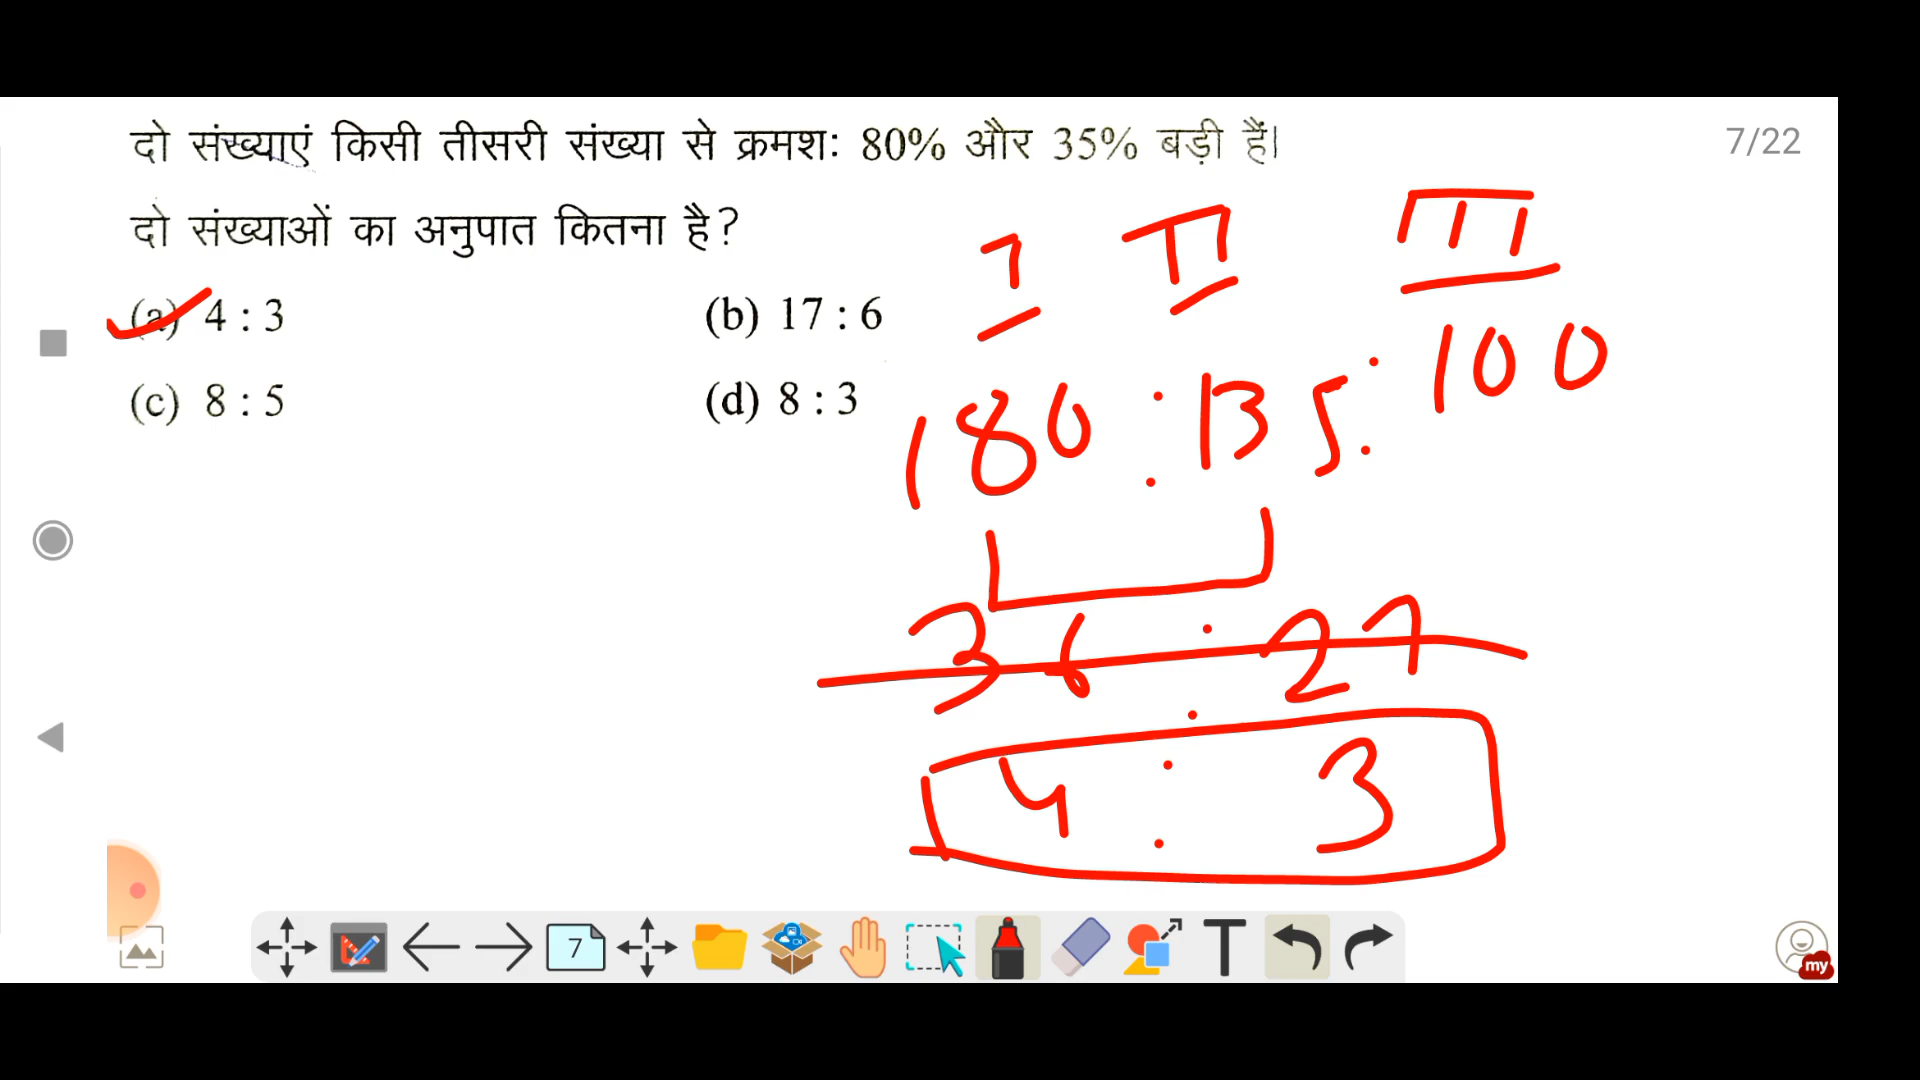 दो संख्याएं किसी तीसरी संख्या से क्रमशः 80% और 35% बड़ी हैं।
7/22
दो संख्याओं का अनुपात कितना है?
I II III
(a) 4 : 3 (b) 17 : 6
(c) 8 : 5 (d) 8 : 3
180 : 135 : 100
36 : 27
4 : 3
7
T
my